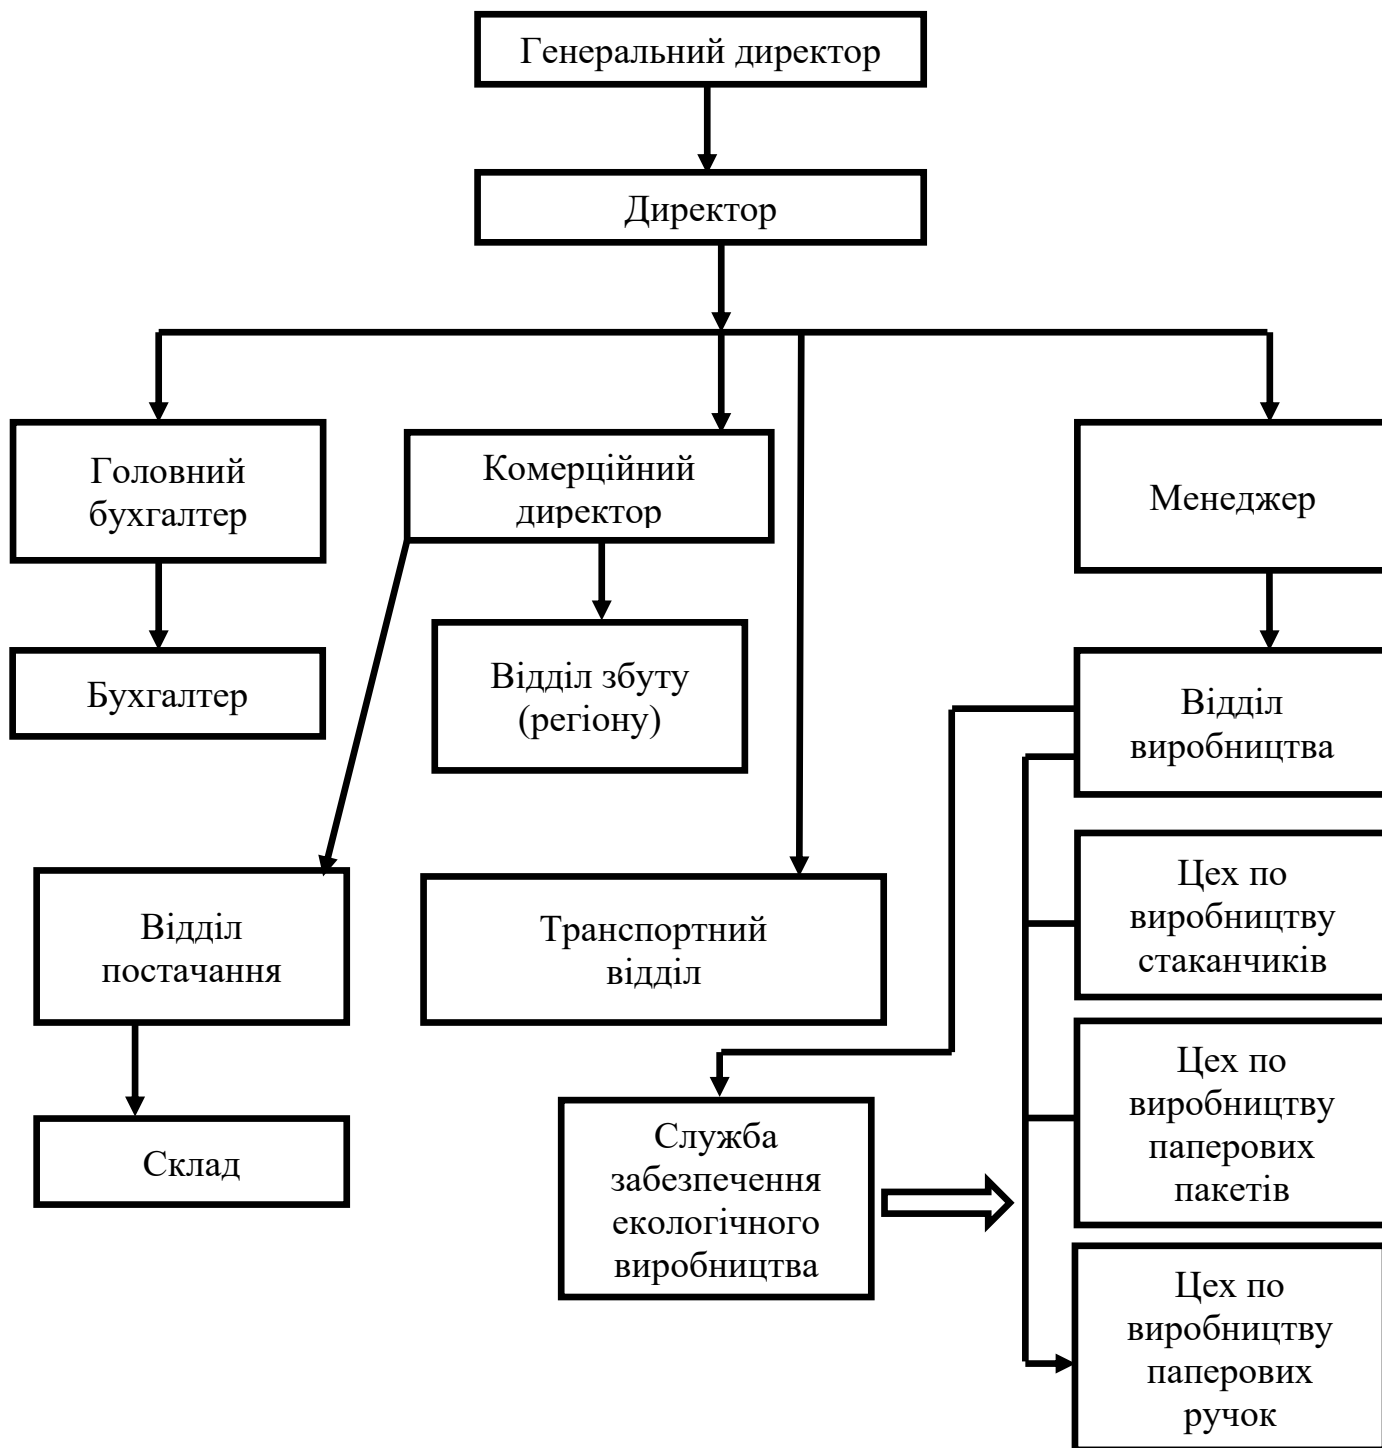 Генеральний директор
Директор
Головний
бухгалтер
Комерційний
директор
Менеджер
Бухгалтер
Відділ збуту
(регіону)
Відділ
виробництва
Відділ
постачання
Транспортний
відділ
Цех по
виробництву
стаканчиків
Цех по
виробництву
паперових
пакетів
Склад
Служба
забезпечення
екологічного
виробництва
Цех по
виробництву
паперових
ручок